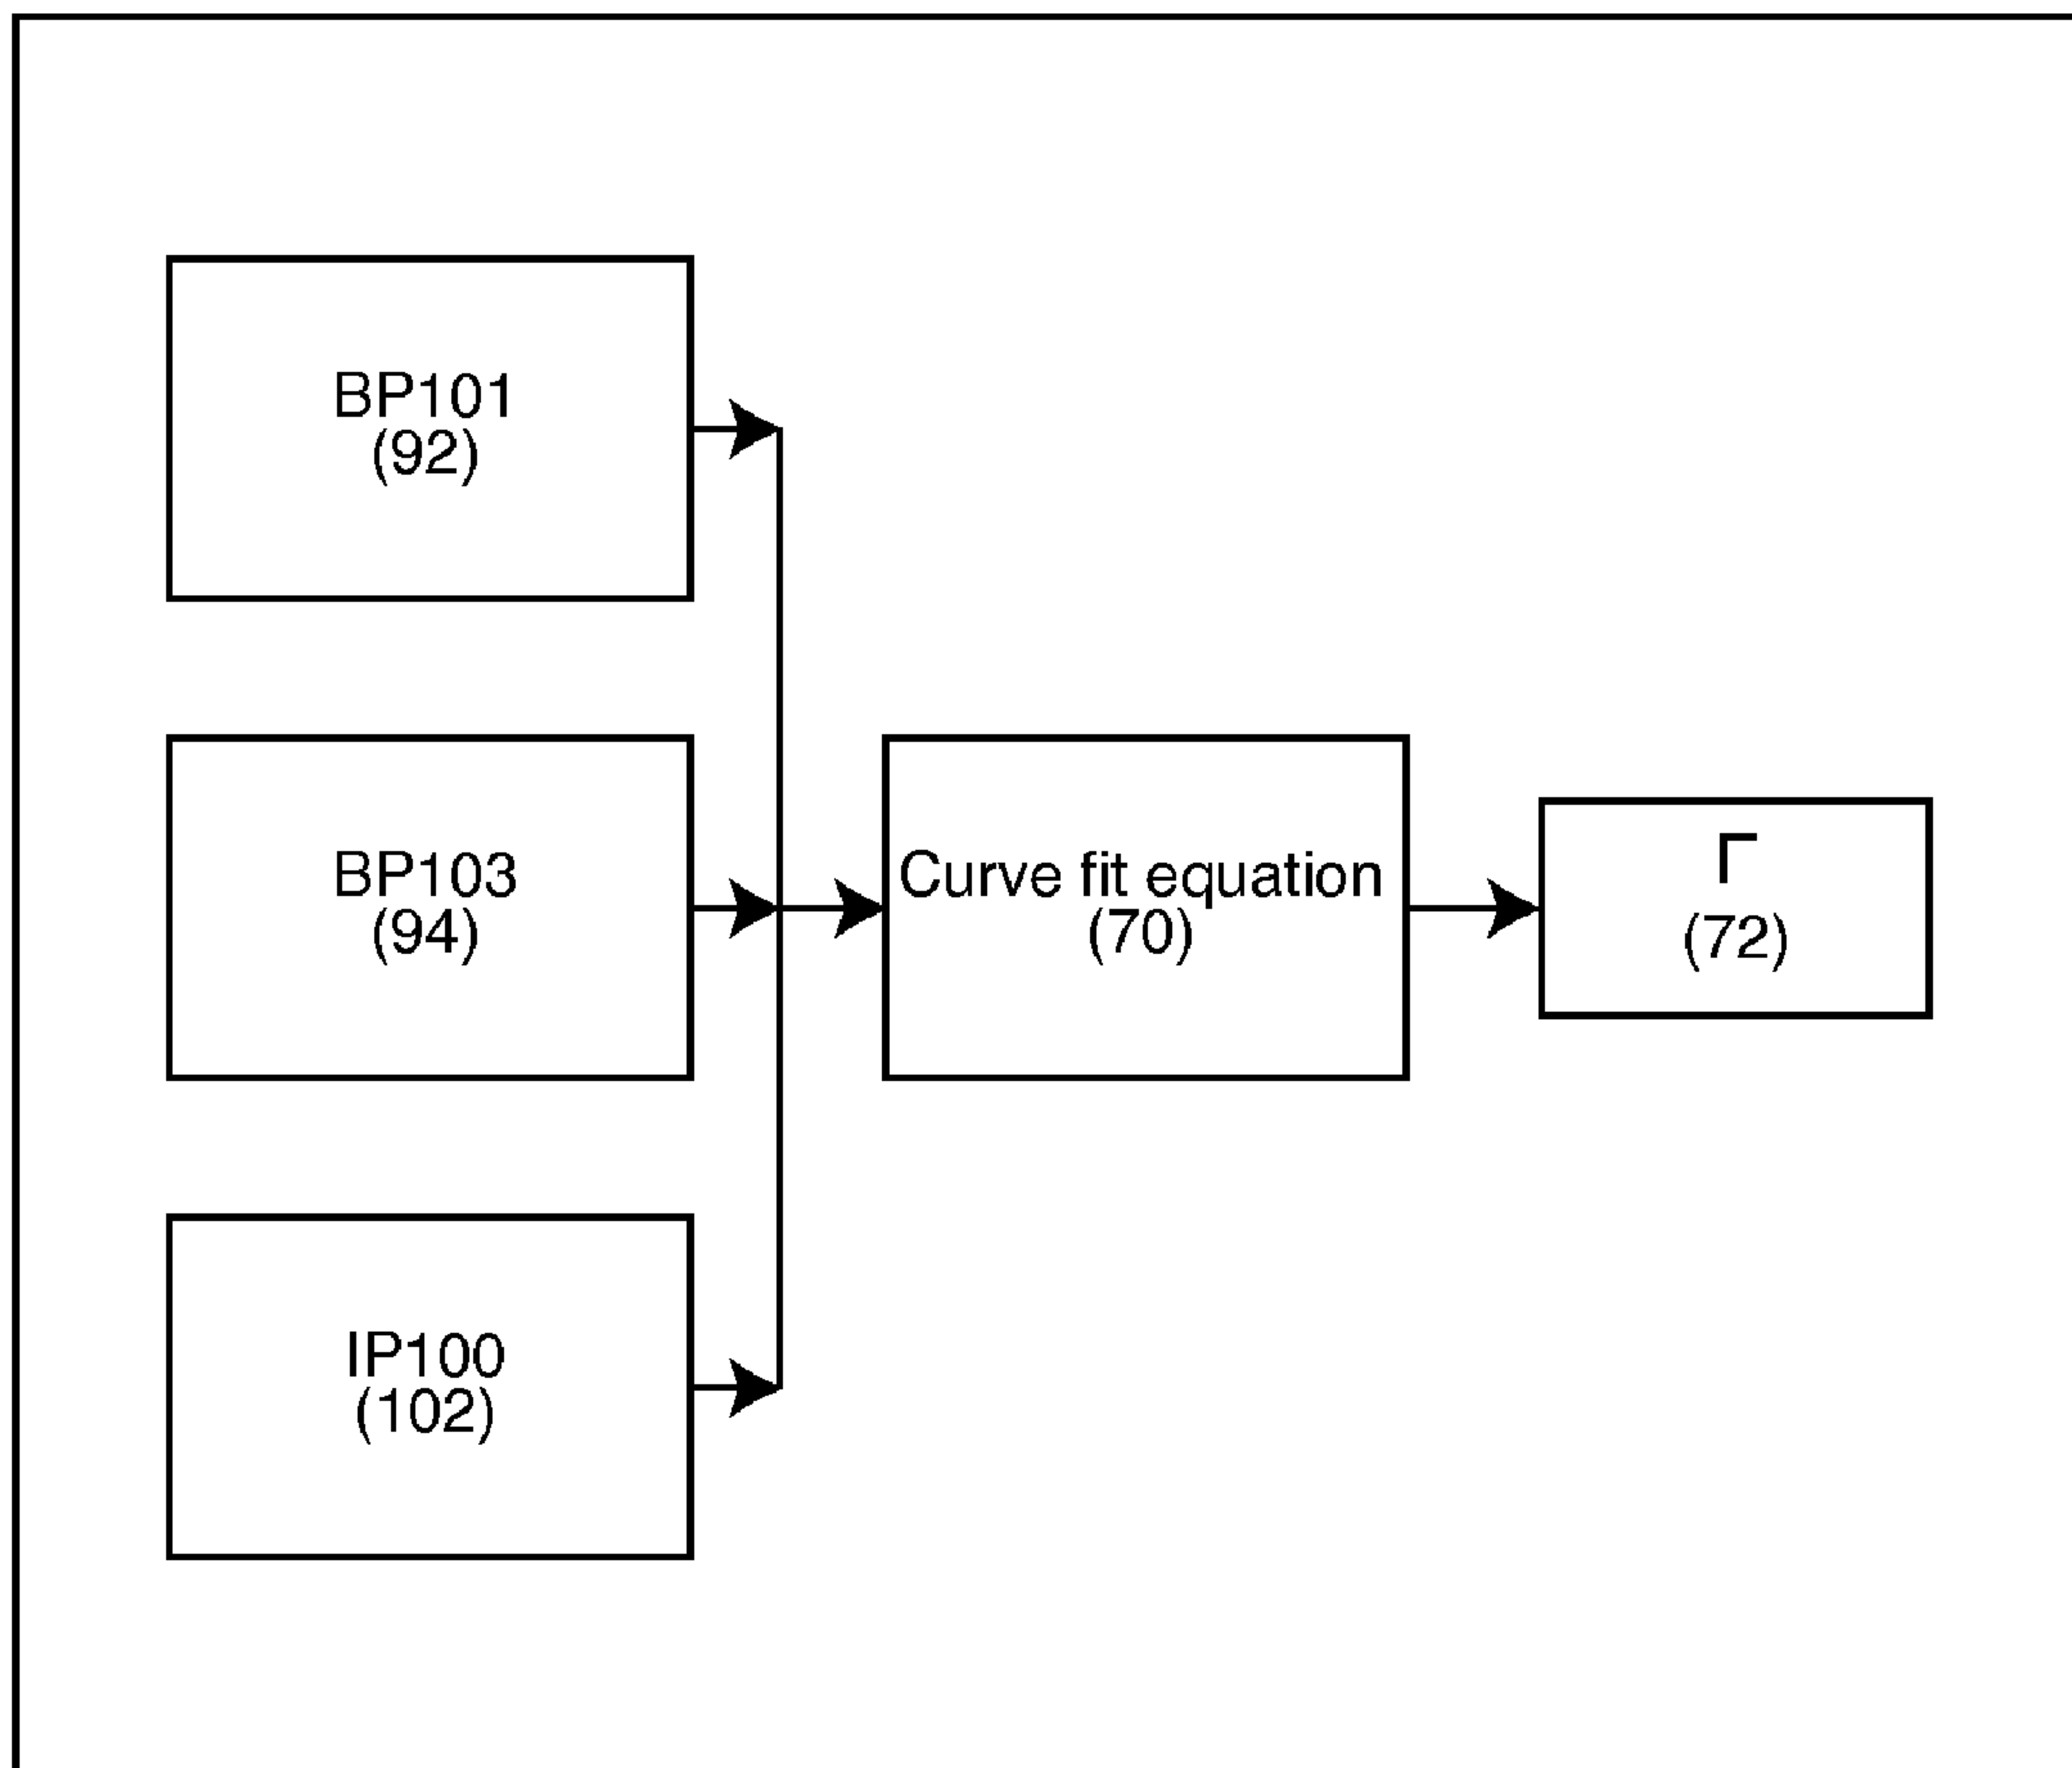 BP101
(92)
BP103
(94)
IP100
(102)
Curve fit equation
(70)
Γ
(72)